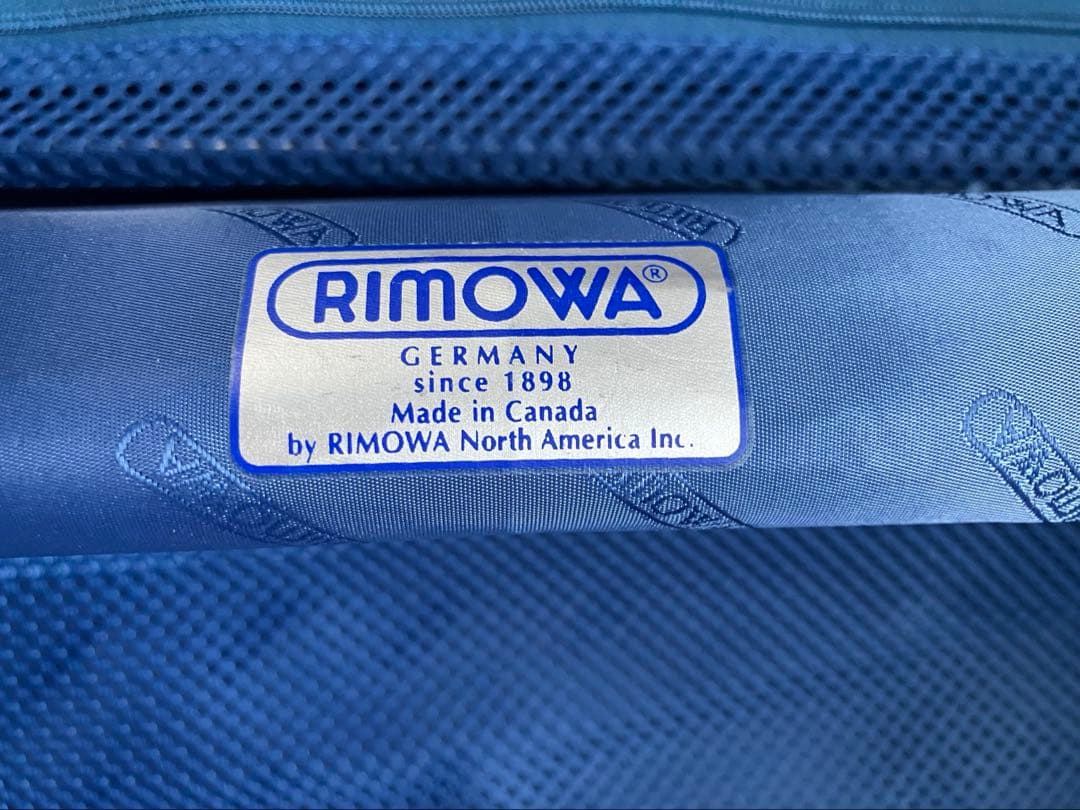 RIMOWA®
GERMANY
since 1898
Made in Canada
by RIMOWA North America Inc.